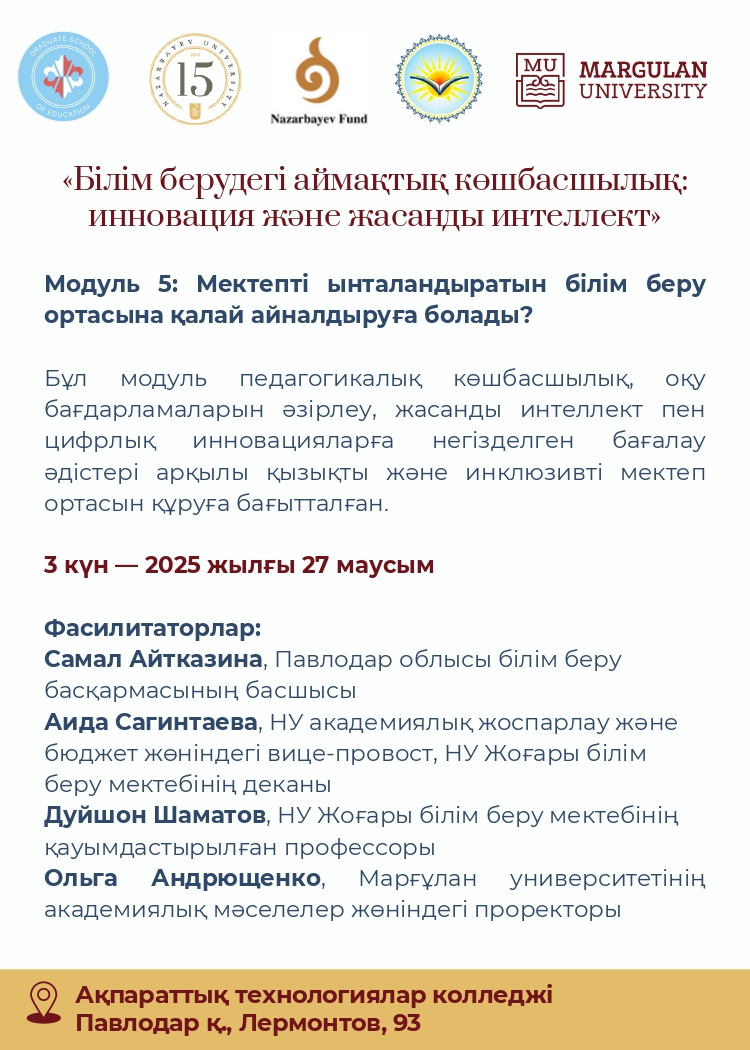 GRADUATE SCHOOL
OF EDUCATION
NAZARBAYEV UNIVERSITY
15
Nazarbayev Fund
MU
MARGULAN
UNIVERSITY
«Білім берудегі аймақтық көшбасшылық:
инновация және жасанды интеллект»
Модуль 5: Мектепті ынталандыратын білім беру
ортасына қалай айналдыруға болады?
Бұл модуль педагогикалық көшбасшылық, оқу
бағдарламаларын әзірлеу, жасанды интеллект пен
цифрлық инновацияларға негізделген бағалау
әдістері арқылы қызықты және инклюзивті мектеп
ортасын құруға бағытталған.
3 күн — 2025 жылғы 27 маусым
Фасилитаторлар:
Самал Айтказина, Павлодар облысы білім беру
басқармасының басшысы
Аида Сагинтаева, НУ академиялық жоспарлау және
бюджет жөніндегі вице-провост, НУ Жоғары білім
беру мектебінің деканы
Дуйшон Шаматов, НУ Жоғары білім беру мектебінің
қауымдастырылған профессоры
Ольга Андрющенко, Марғұлан университетінің
академиялық мәселелер жөніндегі проректоры
Ақпараттық технологиялар колледжі
Павлодар қ., Лермонтов, 93